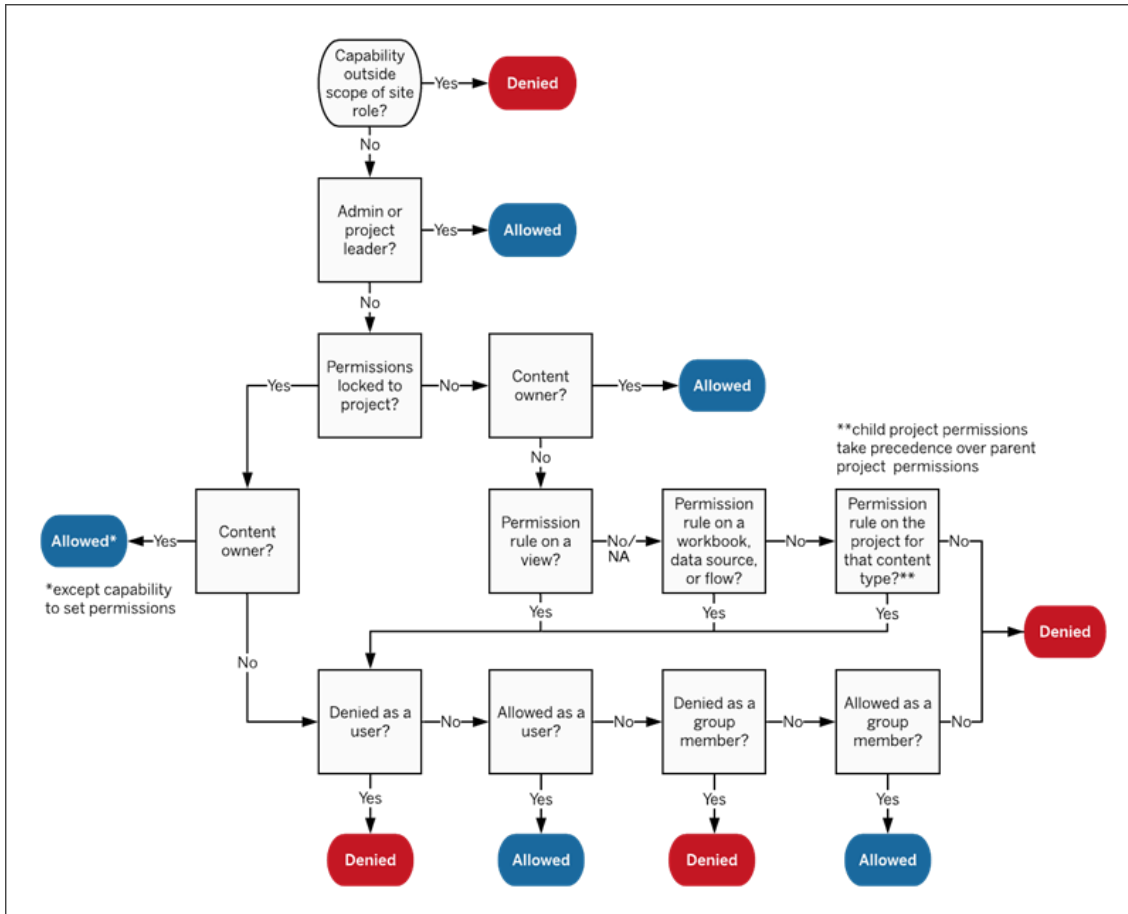 Capability
outside
scope of site
role?
Yes
Denied
No
Admin or
project
leader?
Yes
Allowed
No
Permissions
locked to
project?
Yes
No
Content
owner?
Yes
Allowed
No
**child project permissions
take precedence over parent
project permissions
Content
owner?
Yes
Allowed*
*except capability
to set permissions
No
Permission
rule on a
view?
No/
NA
Permission
rule on a
workbook,
data source,
or flow?
No
Permission
rule on the
project for
that content
type?**
No
Yes
Yes
Yes
Denied
Denied as a
user?
No
Allowed as a
user?
No
Denied as a
group
member?
No
Allowed as a
group
member?
No
Yes
Yes
Yes
Yes
Denied
Allowed
Denied
Allowed